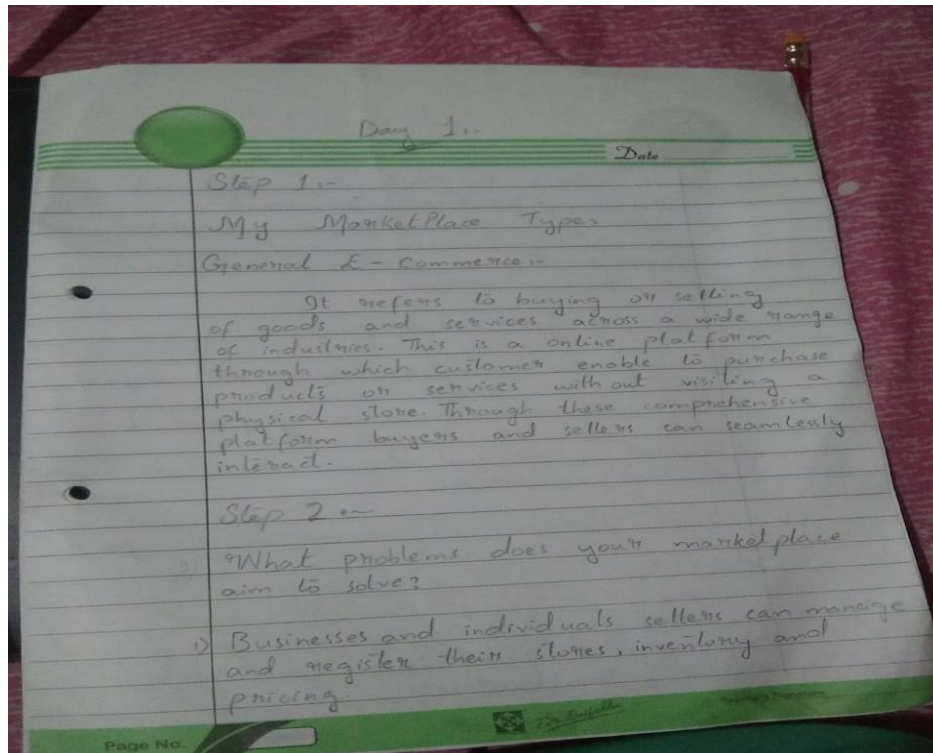 Day 1:-
Date
Step 1:-
My MarketPlace Type:
General E-Commerce:-
It refers to buying or selling
of goods and services across a wide range
of industries. This is a online platform
through which customer enable to purchase
products or services with out visiting a
physical store. Through these comprehensive
platform buyers and sellers can seamlessly
interact.
Step 2:-
"What problems does your marketplace
aim to solve?
1) Businesses and individuals sellers can manage
and register their stores, inventory and
pricing.
Page No.